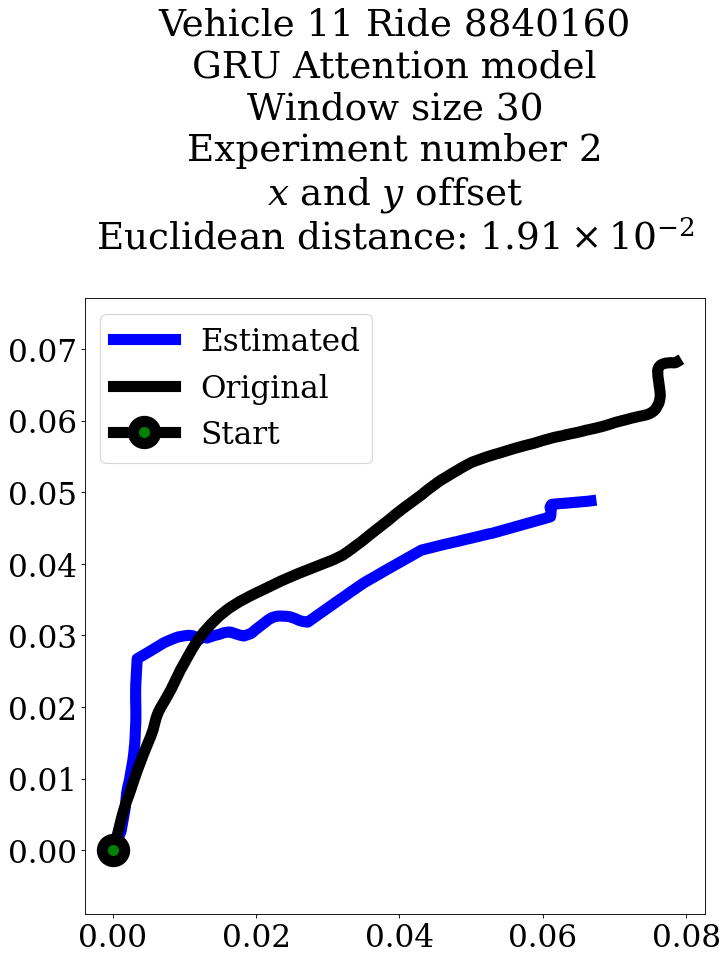 Vehicle 11 Ride 8840160
GRU Attention model
Window size 30
Experiment number 2
x and y offset
Euclidean distance: 1.91 × 10⁻²
Estimated
Original
Start
0.07
0.06
0.05
0.04
0.03
0.02
0.01
0.00
0.00 0.02 0.04 0.06 0.08